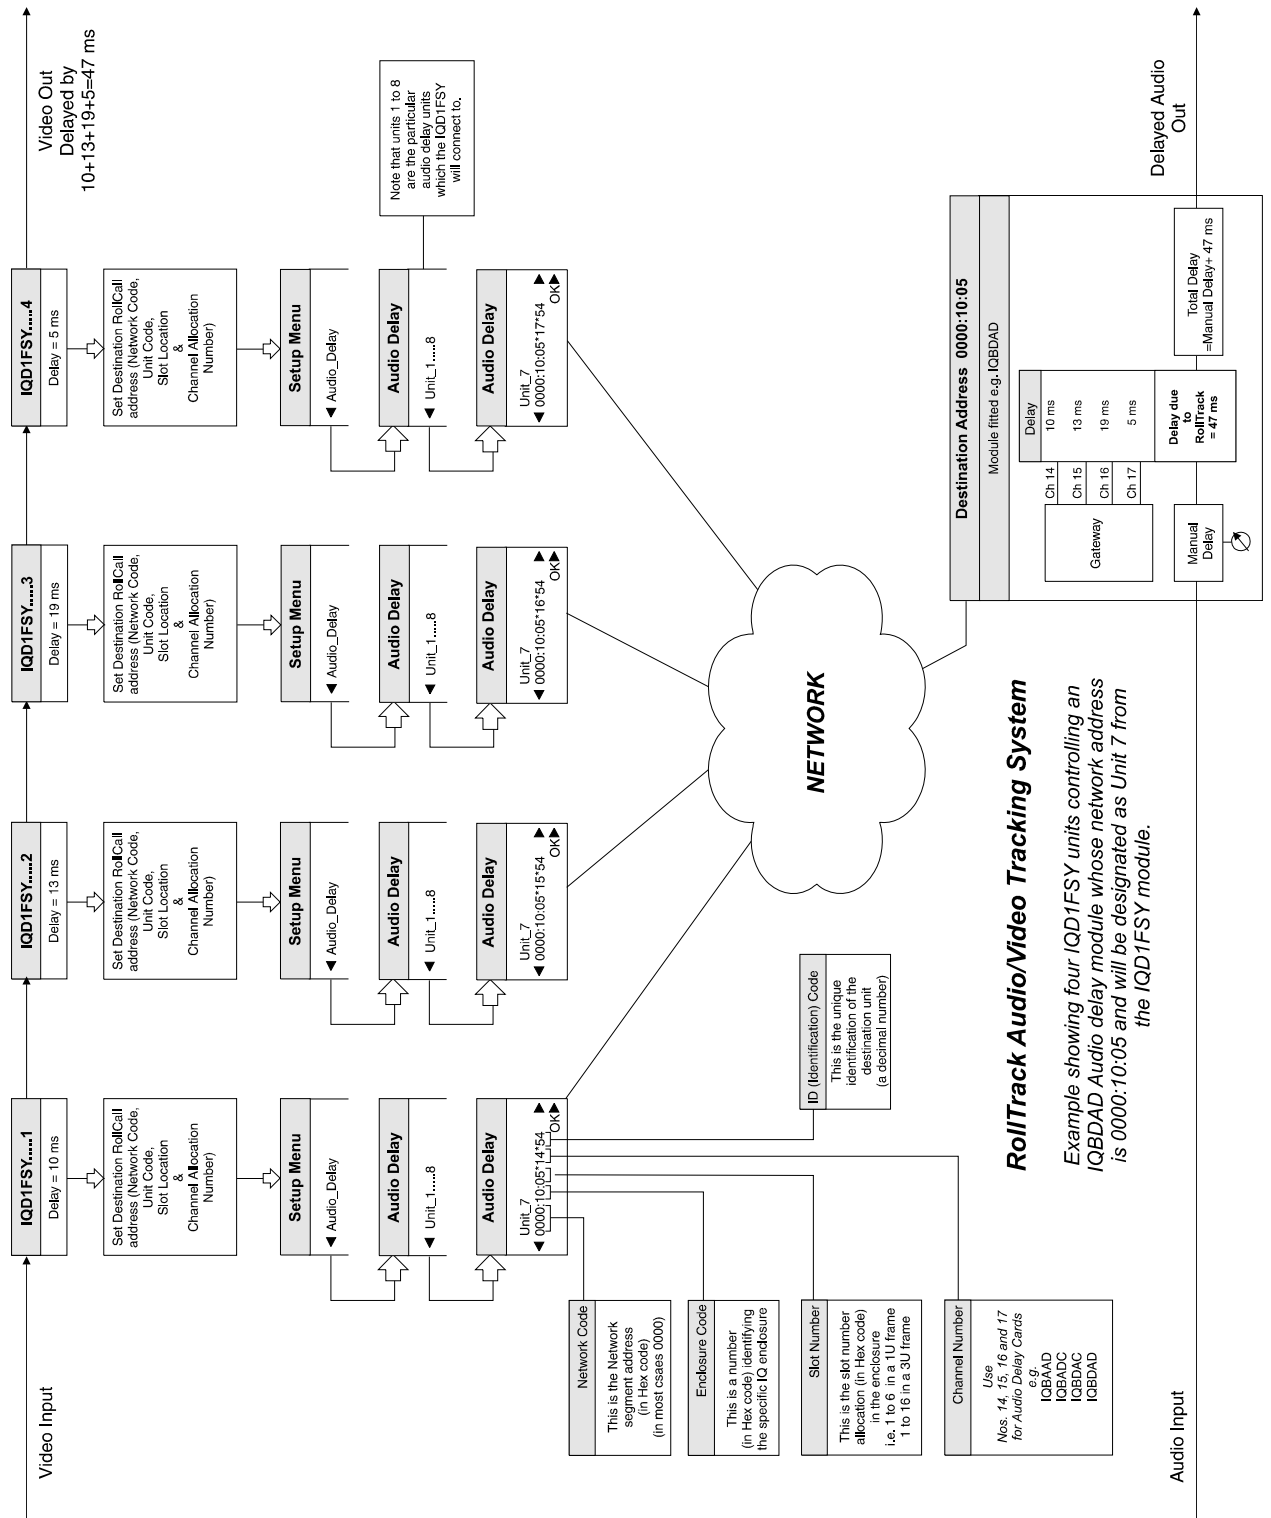 Video Input
IQD1FSY.....1
Delay = 10 ms
Set Destination RollCall
address (Network Code,
Unit Code,
Slot Location
&
Channel Allocation
Number)
Setup Menu
◀ Audio_Delay
Audio Delay
◀ Unit_1.....8
Audio Delay
Unit_7
◀ 0000:10:05*14*54 ▶
OK▶
IQD1FSY.....2
Delay = 13 ms
Set Destination RollCall
address (Network Code,
Unit Code,
Slot Location
&
Channel Allocation
Number)
Setup Menu
◀ Audio_Delay
Audio Delay
◀ Unit_1.....8
Audio Delay
Unit_7
◀ 0000:10:05*15*54 ▶
OK▶
IQD1FSY.....3
Delay = 19 ms
Set Destination RollCall
address (Network Code,
Unit Code,
Slot Location
&
Channel Allocation
Number)
Setup Menu
◀ Audio_Delay
Audio Delay
◀ Unit_1.....8
Audio Delay
Unit_7
◀ 0000:10:05*16*54 ▶
OK▶
IQD1FSY.....4
Delay = 5 ms
Set Destination RollCall
address (Network Code,
Unit Code,
Slot Location
&
Channel Allocation
Number)
Setup Menu
◀ Audio_Delay
Audio Delay
◀ Unit_1.....8
Audio Delay
Unit_7
◀ 0000:10:05*17*54 ▶
OK▶
Video Out
Delayed by
10+13+19+5=47 ms
Note that units 1 to 8
are the particular
audio delay units
which the IQD1FSY
will connect to.
Network Code
This is the Network
segment address
(in Hex code)
(in most csaes 0000)
Enclosure Code
This is a number
(in Hex code) identifying
the specific IQ enclosure
Slot Number
This is the slot number
allocation (in Hex code)
in the enclosure
i.e. 1 to 6 in a 1U frame
1 to 16 in a 3U frame
Channel Number
Use
Nos. 14, 15, 16 and 17
for Audio Delay Cards
e.g.
IQBAAD
IQBADC
IQBDAC
IQBDAD
ID (Identification) Code
This is the unique
identification of the
destination unit
(a decimal number)
NETWORK
RollTrack Audio/Video Tracking System
Example showing four IQD1FSY units controlling an
IQBDAD Audio delay module whose network address
is 0000:10:05 and will be designated as Unit 7 from
the IQD1FSY module.
Destination Address 0000:10:05
Module fitted e.g. IQBDAD
Gateway
Delay
Ch 14
10 ms
Ch 15
13 ms
Ch 16
19 ms
Ch 17
5 ms
Manual
Delay
Delay due
to
RollTrack
= 47 ms
Total Delay
=Manual Delay+ 47 ms
Audio Input
Delayed Audio
Out